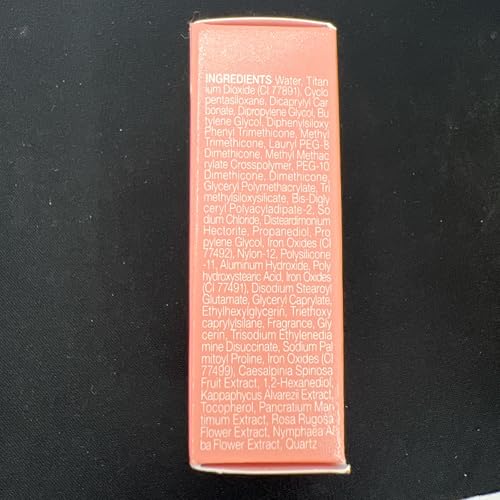 INGREDIENTS Water, Titan
ium Dioxide (CI 77891), Cyclo
pentasiloxane, Dicaprylyl Car
bonate, Dipropylene Glycol, Bu
tylene Glycol, Diphenylsiloxy
Phenyl Trimethicone, Methyl
Trimethicone, Lauryl PEG-8
Dimethicone, Methyl Methac
rylate Crosspolymer, PEG-10
Dimethicone, Dimethicone,
Glyceryl Polymethacrylate, Tri
methylsiloxysilicate, Bis-Digly
ceryl Polyacyladipate-2, So
dium Chloride, Disteardimonium
Hectorite, Propanediol, Pro
pylene Glycol, Iron Oxides (CI
77492), Nylon-12, Polysilicone
-11, Aluminum Hydroxide, Poly
hydroxystearic Acid, Iron Oxides
(CI 77491), Disodium Stearoyl
Glutamate, Glyceryl Caprylate,
Ethylhexylglycerin, Triethoxy
caprylylsilane, Fragrance, Gly
cerin, Trisodium Ethylenedia
mine Disuccinate, Sodium Pal
mitoyl Proline, Iron Oxides (CI
77499), Caesalpinia Spinosa
Fruit Extract, 1,2-Hexanediol,
Kappaphycus Alvarezii Extract,
Tocopherol, Pancratium Mari
timum Extract, Rosa Rugosa
Flower Extract, Nymphaea Al
ba Flower Extract, Quartz